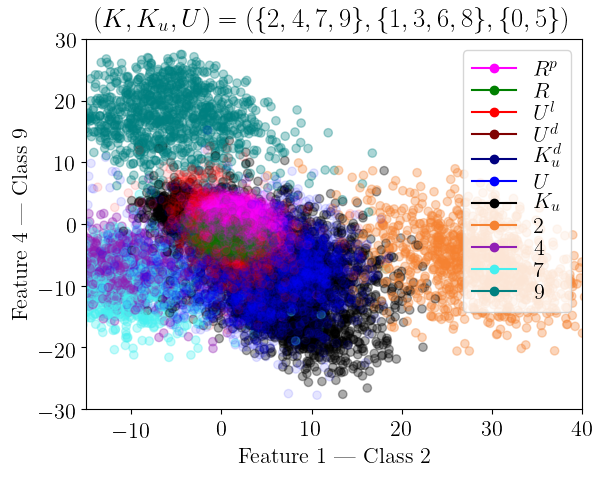 (K, K_u, U) = ({2, 4, 7, 9}, {1, 3, 6, 8}, {0, 5})
30
20
10
0
−10
−20
−30
Feature 4 — Class 9
R^p
R
U^l
U^d
K_u^d
U
K_u
2
4
7
9
−10
0
10
20
30
40
Feature 1 — Class 2